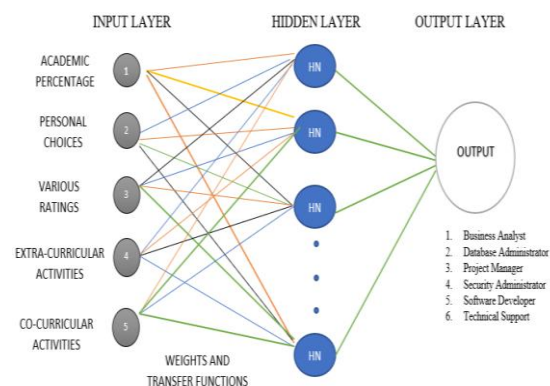 INPUT LAYER
HIDDEN LAYER
OUTPUT LAYER
ACADEMIC
PERCENTAGE
1
HN
PERSONAL
CHOICES
2
HN
OUTPUT
VARIOUS
RATINGS
3
HN
EXTRA-CURRICULAR
ACTIVITIES
4
1. Business Analyst
2. Database Administrator
3. Project Manager
4. Security Administrator
5. Software Developer
6. Technical Support
CO-CURRICULAR
ACTIVITIES
5
HN
WEIGHTS AND
TRANSFER FUNCTIONS